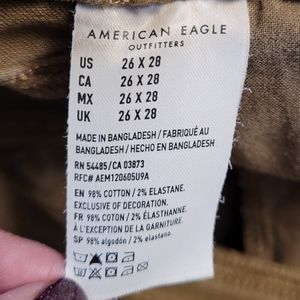 AMERICAN EAGLE
OUTFITTERS
US 26 X 28
CA 26 X 28
MX 26 X 28
UK 26 X 28
MADE IN BANGLADESH / FABRIQUÉ AU
BANGLADESH / HECHO EN BANGLADESH
RN 54485/CA 03873
RFC# AEM120605U9A
EN 98% COTTON / 2% ELASTANE.
EXCLUSIVE OF DECORATION.
FR 98% COTON / 2% ÉLASTHANNE.
À L'EXCEPTION DE LA GARNITURE
SP 98% algodón / 2% elastano.